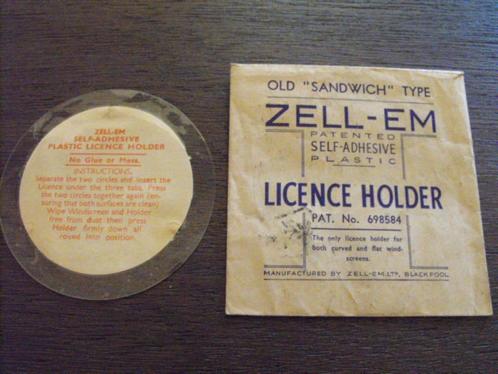 ZELL-EM
SELF-ADHESIVE
PLASTIC LICENCE HOLDER
No Glue or Mess.
INSTRUCTIONS.
Separate the two circles and insert the
Licence under the three tabs. Press
the two circles together again (en-
suring that both surfaces are clean)
Wipe Windscreen and Holder
free from dust then press
Holder firmly down all
round into position.
OLD "SANDWICH" TYPE
ZELL-EM
PATENTED
SELF-ADHESIVE
PLASTIC
LICENCE HOLDER
PAT. No. 698584
The only licence holder for
both curved and flat wind-
screens.
MANUFACTURED BY ZELL-EM.LTD, BLACKPOOL